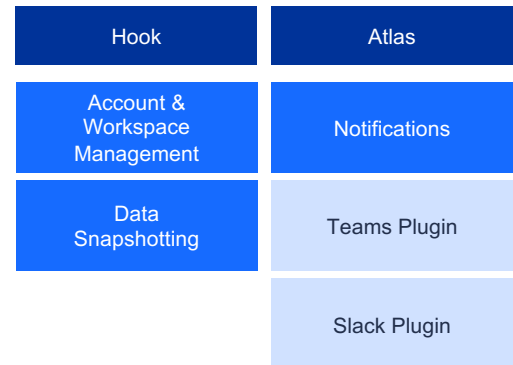 Hook
Atlas
Account &
Workspace
Management
Notifications
Data
Snapshotting
Teams Plugin
Slack Plugin